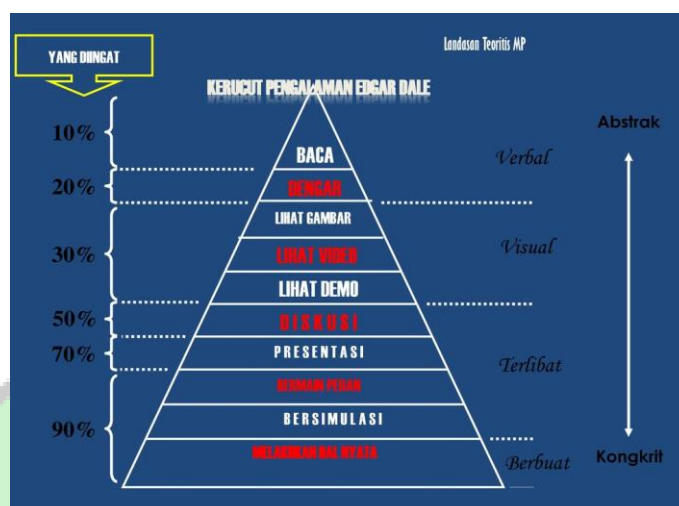 Landasan Teoritis MP
YANG DIINGAT
KERUCUT PENGALAMAN EDGAR DALE
Abstrak
10%
BACA
Verbal
20%
DENGAR
LIHAT GAMBAR
30%
LIHAT VIDEO
Visual
LIHAT DEMO
50%
DISKUSI
70%
PRESENTASI
Terlibat
BERMAIN PERAN
90%
BERSIMULASI
MELAKUKAN HAL NYATA
Berbuat
Kongkrit